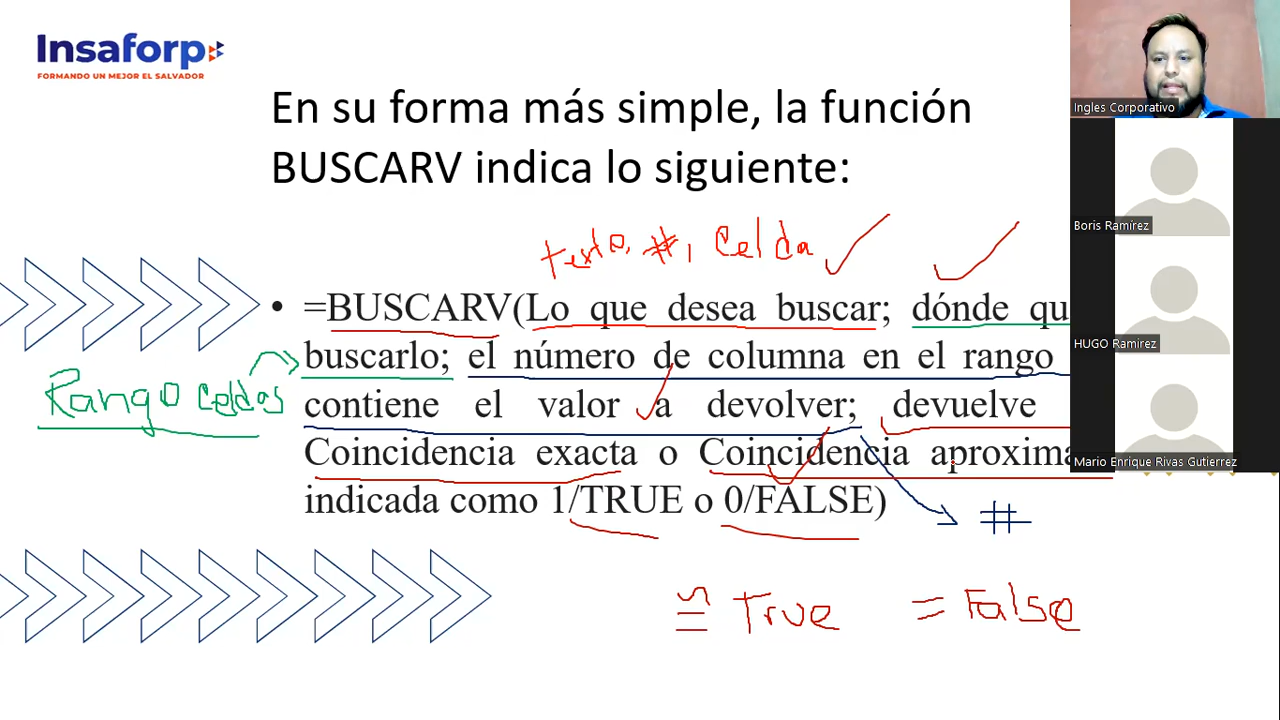 Insaforp
FORMANDO UN MEJOR EL SALVADOR
En su forma más simple, la función
BUSCARV indica lo siguiente:
Texto, #, Celda
• =BUSCARV(Lo que desea buscar; dónde qu
buscarlo; el número de columna en el rango
contiene el valor a devolver; devuelve
Coincidencia exacta o Coincidencia aproxima
indicada como 1/TRUE o 0/FALSE)
Rango Celdas
#
≅ True = False
Ingles Corporativo
Boris Ramírez
HUGO Ramirez
Mario Enrique Rivas Gutierrez